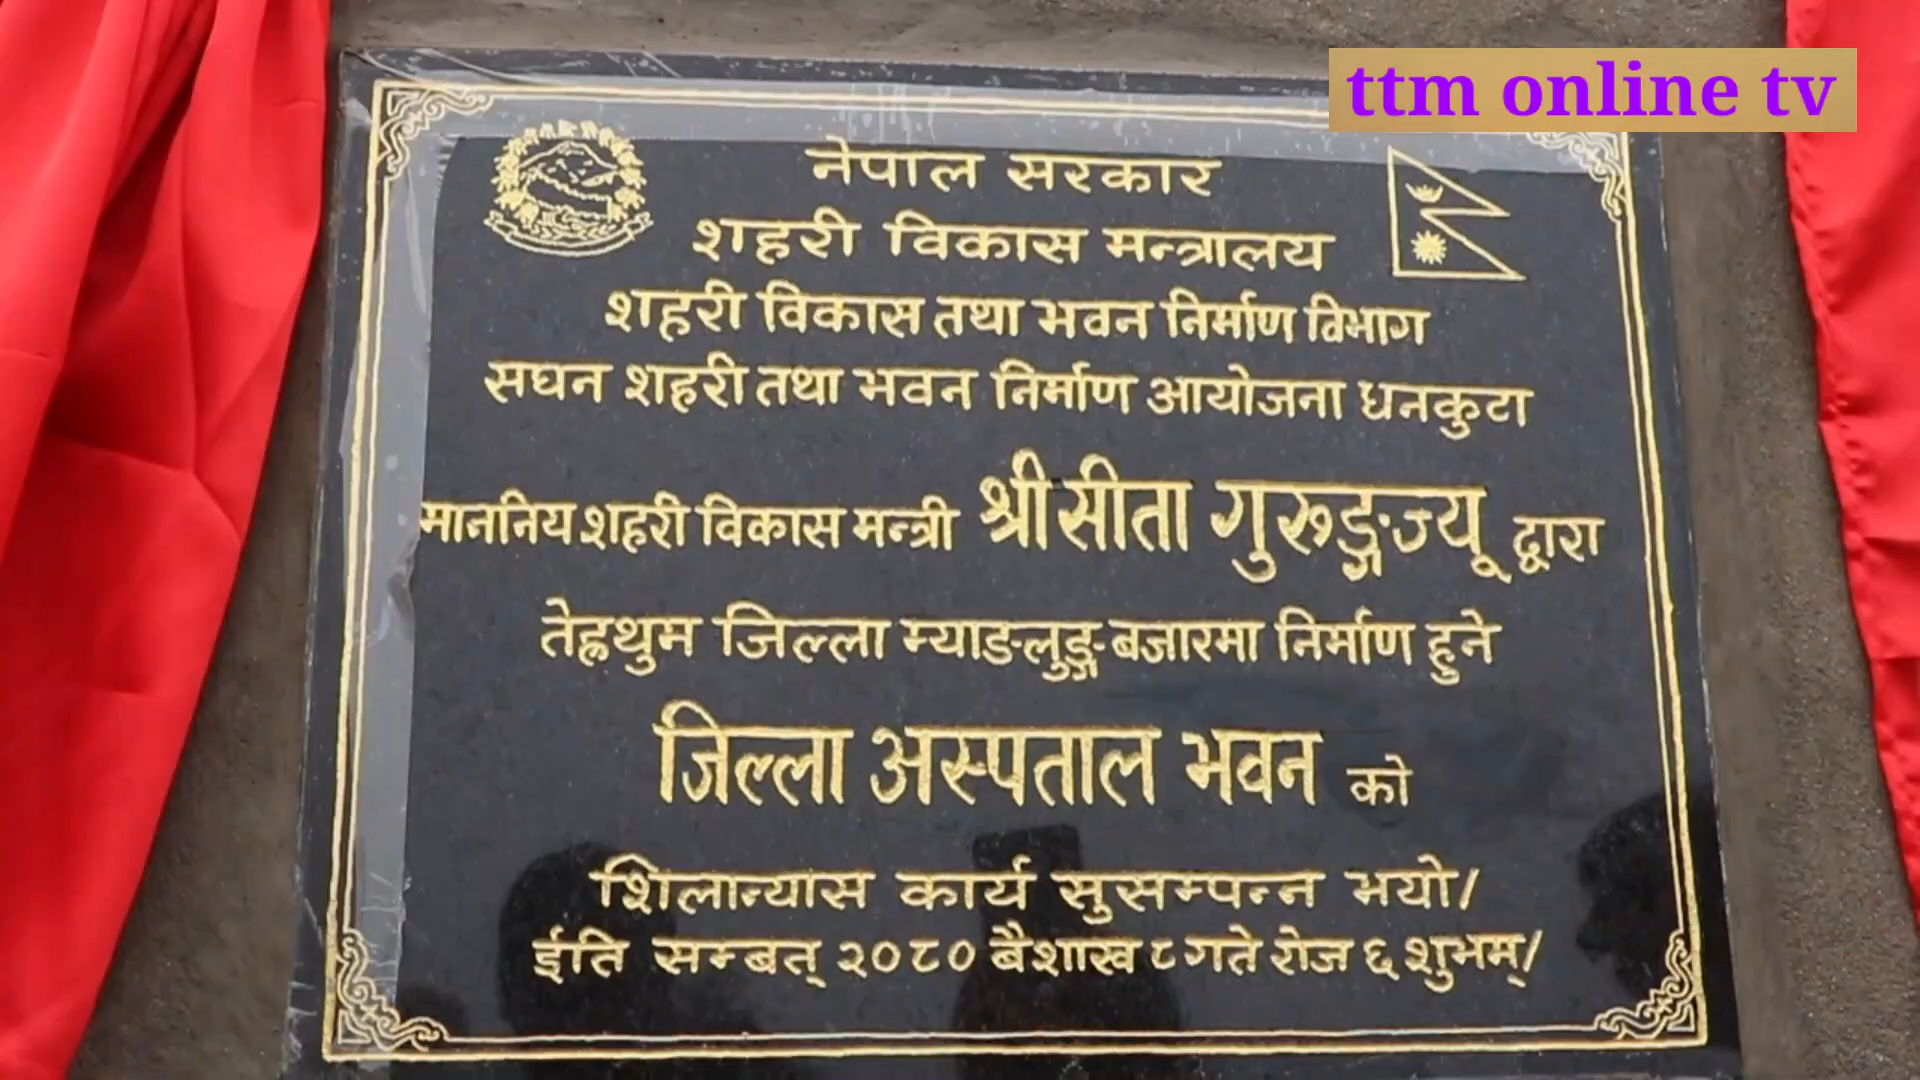 ttm online tv
नेपाल सरकार
शहरी विकास मन्त्रालय
शहरी विकास तथा भवन निर्माण विभाग
सघन शहरी तथा भवन निर्माण आयोजना धनकुटा
माननिय शहरी विकास मन्त्री श्री सीता गुरुङ्ज्यू द्वारा
तेह्रथुम जिल्ला म्याङलुङ्ग बजारमा निर्माण हुने
जिल्ला अस्पताल भवन को
शिलान्यास कार्य सुसम्पन्न भयो/
ईति सम्बत् २०८० बैशाख ८ गते रोज ६ शुभम्/